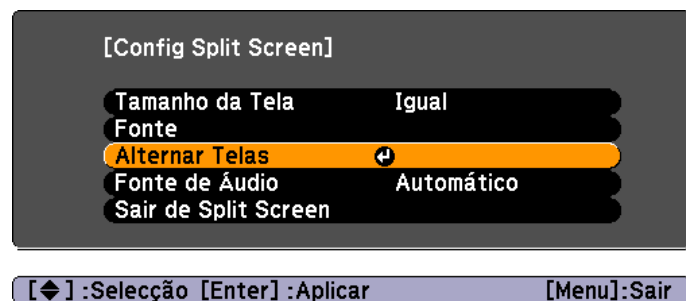 [Config Split Screen]
Tamanho da Tela Igual
Fonte
Alternar Telas
Fonte de Áudio Automático
Sair de Split Screen
[◆] :Selecção [Enter] :Aplicar [Menu]:Sair